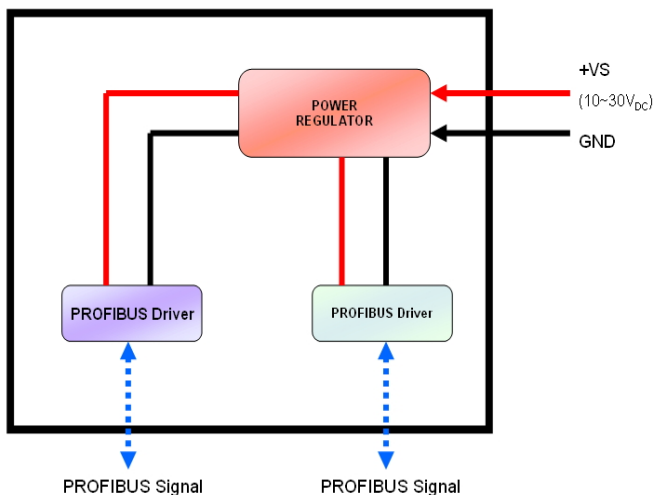 +VS
(10~30VDC)
GND
POWER
REGULATOR
PROFIBUS Driver
PROFIBUS Driver
PROFIBUS Signal
PROFIBUS Signal